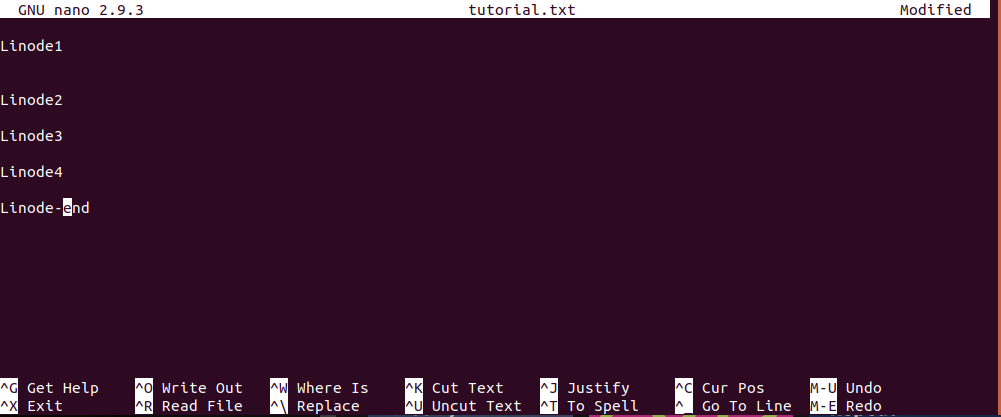 GNU nano 2.9.3 tutorial.txt Modified
Linode1
Linode2
Linode3
Linode4
Linode-end
^G Get Help ^O Write Out ^W Where Is ^K Cut Text ^J Justify ^C Cur Pos M-U Undo
^X Exit ^R Read File ^\ Replace ^U Uncut Text ^T To Spell ^_ Go To Line M-E Redo